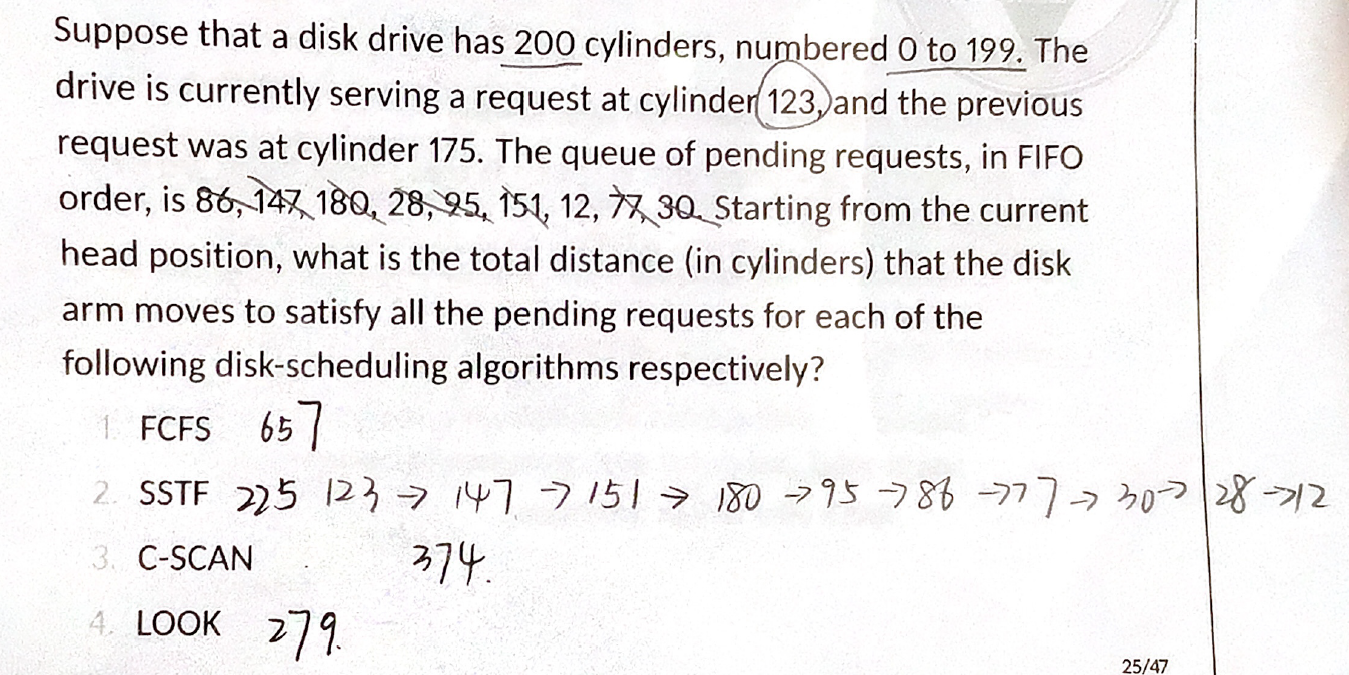 Suppose that a disk drive has 200 cylinders, numbered 0 to 199. The
drive is currently serving a request at cylinder 123, and the previous
request was at cylinder 175. The queue of pending requests, in FIFO
order, is 86, 147, 180, 28, 95, 151, 12, 77, 30. Starting from the current
head position, what is the total distance (in cylinders) that the disk
arm moves to satisfy all the pending requests for each of the
following disk-scheduling algorithms respectively?
1. FCFS 657
2. SSTF 225 123 → 147 → 151 → 180 → 95 → 86 → 77 → 30 → 28 → 12
3. C-SCAN 374.
4. LOOK 279.
25/47